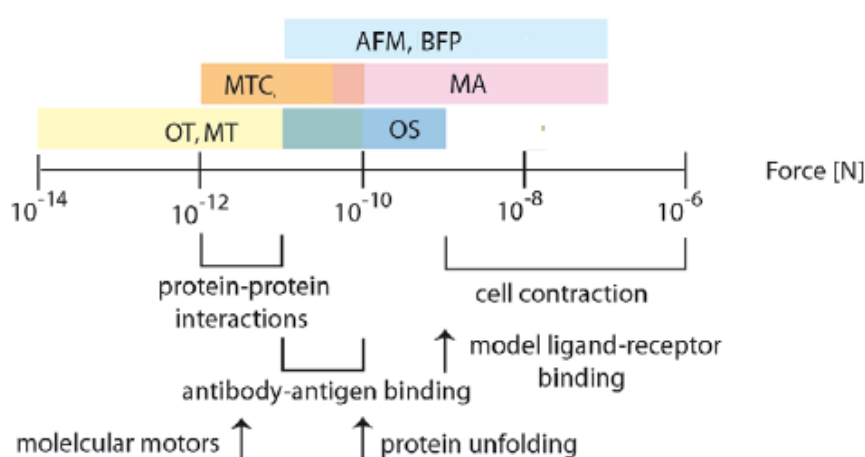 AFM, BFP
MTC,
MA
OT, MT
OS
Force [N]
10⁻¹⁴
10⁻¹²
10⁻¹⁰
10⁻⁸
10⁻⁶
protein-protein
interactions
cell contraction
model ligand-receptor
binding
antibody-antigen binding
molelcular motors
protein unfolding